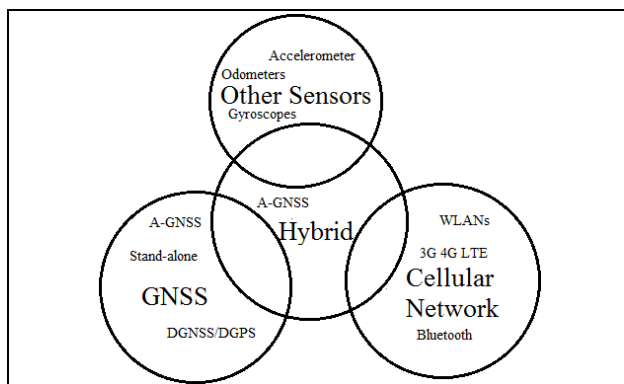 Accelerometer
Odometers
Other Sensors
Gyroscopes
A-GNSS
Hybrid
A-GNSS
Stand-alone
GNSS
DGNSS/DGPS
WLANs
3G 4G LTE
Cellular
Network
Bluetooth